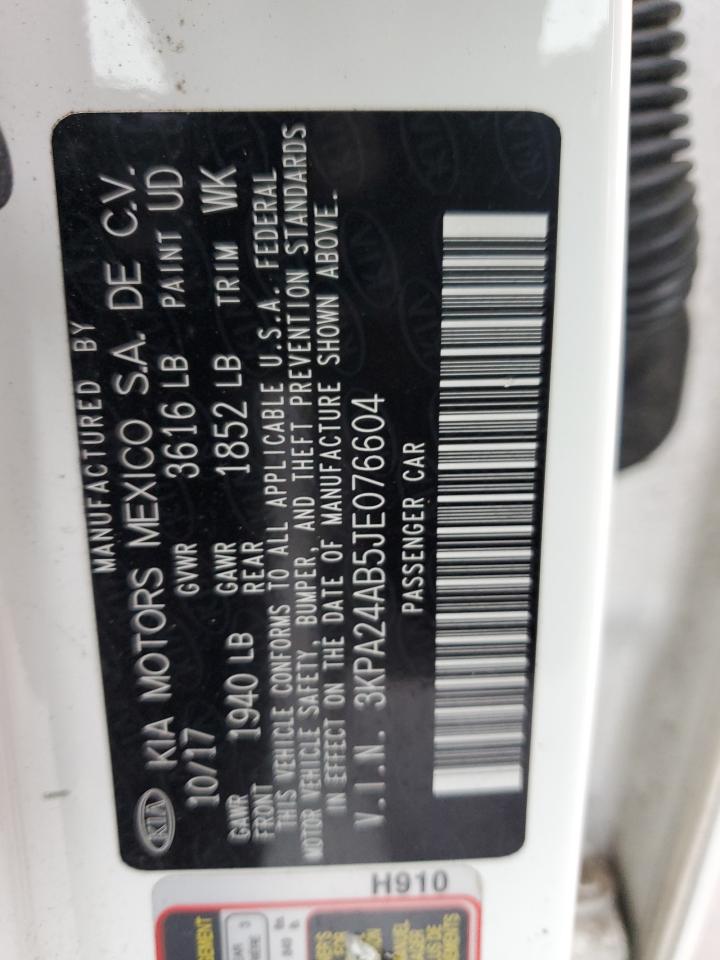 MANUFACTURED BY
KIA KIA MOTORS MEXICO S.A. DE C.V.
10/17 GVWR 3616 LB PAINT UD
GAWR FRONT 1940 LB GAWR REAR 1852 LB TRIM WK
THIS VEHICLE CONFORMS TO ALL APPLICABLE U.S.A. FEDERAL
MOTOR VEHICLE SAFETY, BUMPER, AND THEFT PREVENTION STANDARDS
IN EFFECT ON THE DATE OF MANUFACTURE SHOWN ABOVE.
V.I.N. 3KPA24AB5JE076604
PASSENGER CAR
H910